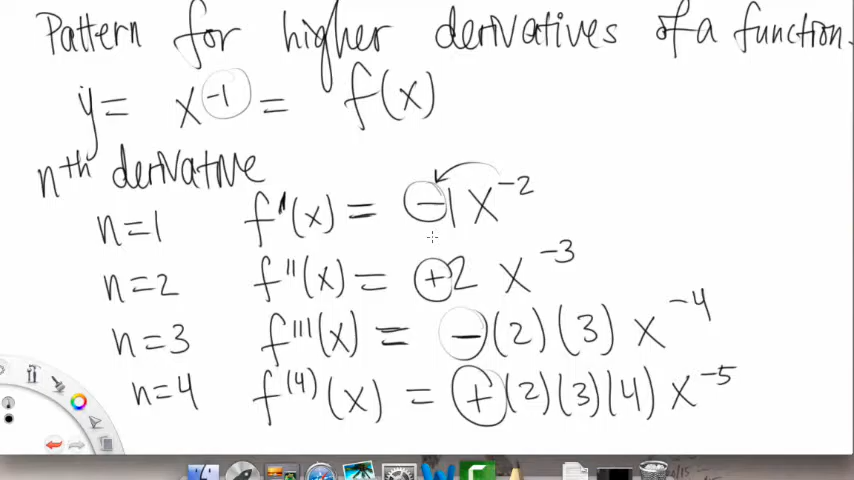 Pattern for higher derivatives of a function.
y = x⁻¹ = f(x)
nᵗʰ derivative
n=1 f'(x) = -1x⁻²
n=2 f''(x) = +2 x⁻³
n=3 f'''(x) = -(2)(3) x⁻⁴
n=4 f⁽⁴⁾(x) = +(2)(3)(4) x⁻⁵